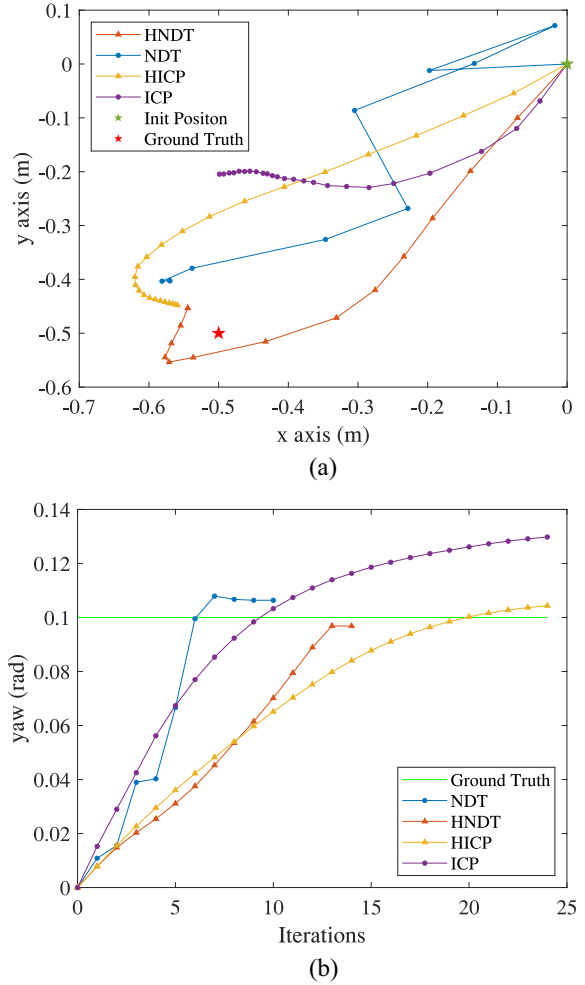 0.1
0
-0.1
-0.2
-0.3
-0.4
-0.5
-0.6
y axis (m)
HNDT
NDT
HICP
ICP
Init Positon
Ground Truth
-0.7 -0.6 -0.5 -0.4 -0.3 -0.2 -0.1 0
x axis (m)
(a)
0.14
0.12
0.1
0.08
0.06
0.04
0.02
0
yaw (rad)
Ground Truth
NDT
HNDT
HICP
ICP
0 5 10 15 20 25
Iterations
(b)